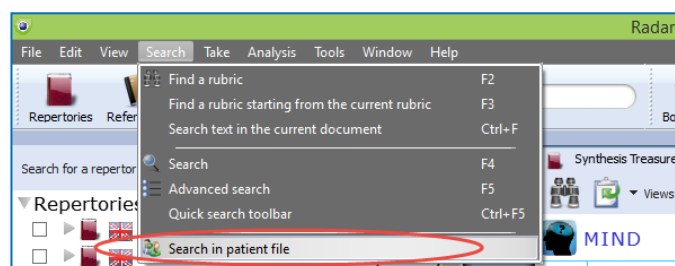 Radar
File Edit View Search Take Analysis Tools Window Help
Find a rubric F2
Find a rubric starting from the current rubric F3
Search text in the current document Ctrl+F
Search F4
Advanced search F5
Quick search toolbar Ctrl+F5
Search in patient file
Repertories Refer
Bo
Search for a repertor
Synthesis Treasure
Views
Repertories
MIND